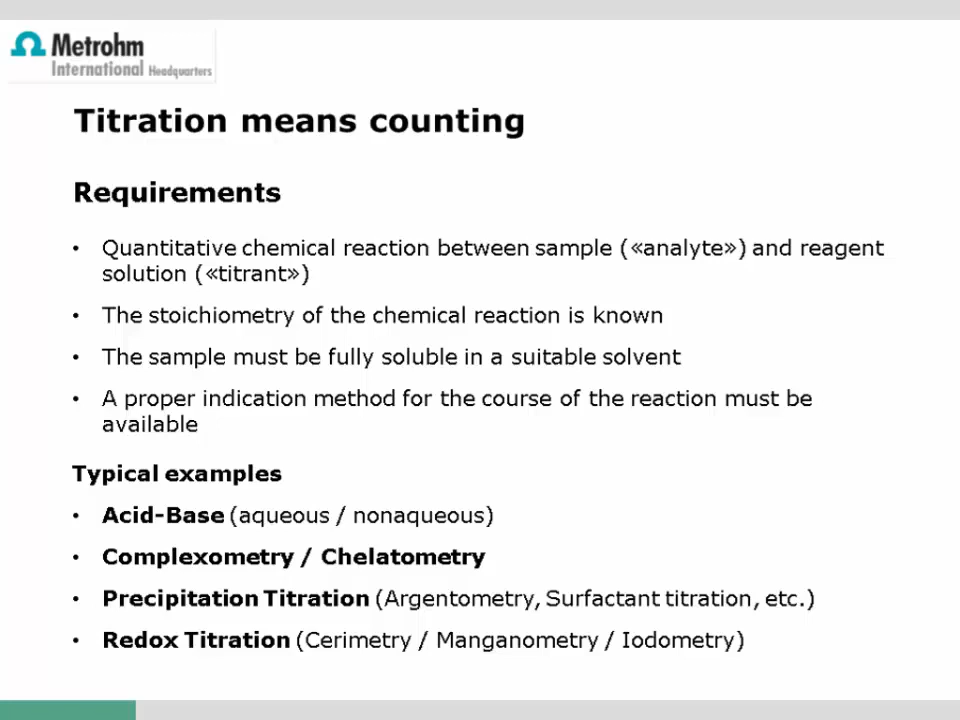 Metrohm
International Headquarters
Titration means counting
Requirements
• Quantitative chemical reaction between sample («analyte») and reagent
solution («titrant»)
• The stoichiometry of the chemical reaction is known
• The sample must be fully soluble in a suitable solvent
• A proper indication method for the course of the reaction must be
available
Typical examples
• Acid-Base (aqueous / nonaqueous)
• Complexometry / Chelatometry
• Precipitation Titration (Argentometry, Surfactant titration, etc.)
• Redox Titration (Cerimetry / Manganometry / Iodometry)